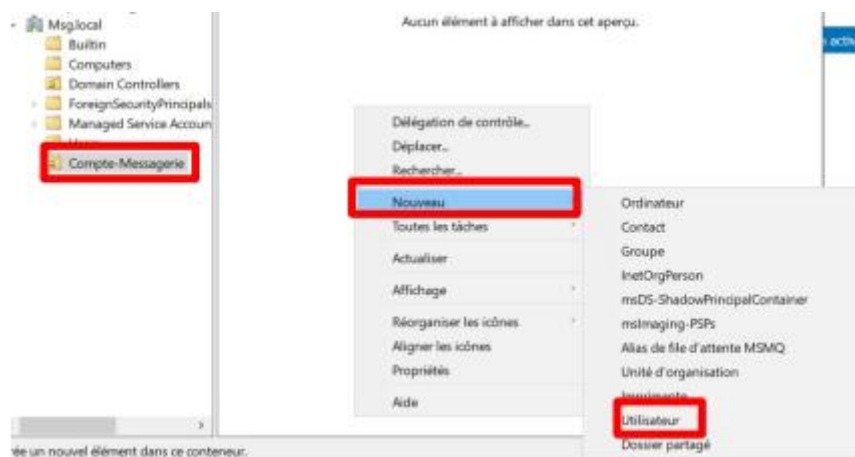 Msg.local
Builtin
Computers
Domain Controllers
ForeignSecurityPrincipals
Managed Service Accoun
Compte-Messagerie
Aucun élément à afficher dans cet aperçu.
activ
Délégation de contrôle...
Déplacer...
Rechercher...
Nouveau
Toutes les tâches
Actualiser
Affichage
Réorganiser les icônes
Aligner les icônes
Propriétés
Aide
Ordinateur
Contact
Groupe
InetOrgPerson
msDS-ShadowPrincipalContainer
msImaging-PSPs
Alias de file d'attente MSMQ
Unité d'organisation
Imprimante
Utilisateur
Dossier partagé
ée un nouvel élément dans ce conteneur.